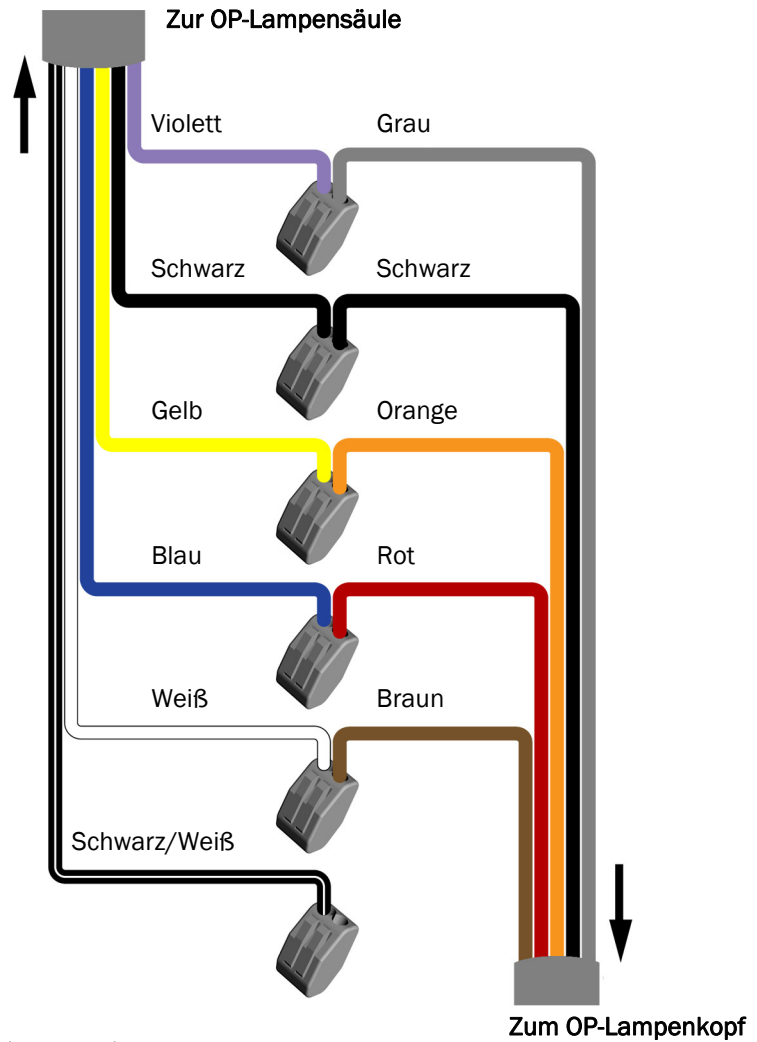 Zur OP-Lampensäule
Violett Grau
Schwarz Schwarz
Gelb Orange
Blau Rot
Weiß Braun
Schwarz/Weiß
Zum OP-Lampenkopf